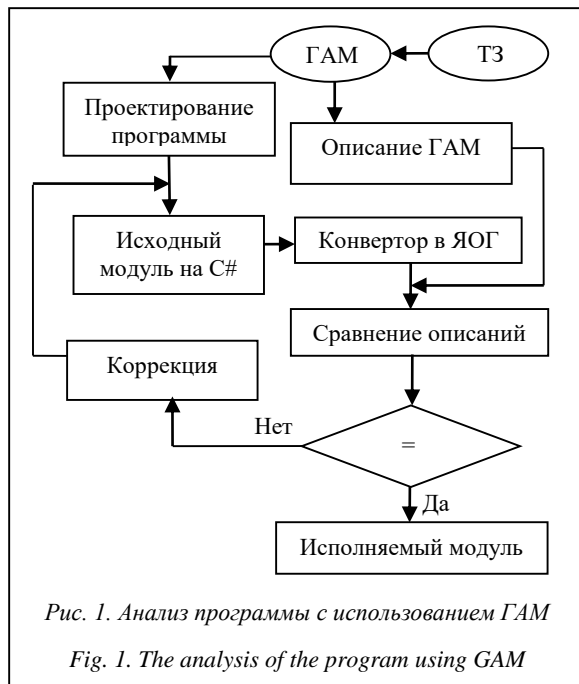 ГАМ
ТЗ
Проектирование
программы
Описание ГАМ
Исходный
модуль на C#
Конвертор в ЯОГ
Сравнение описаний
Коррекция
Нет
=
Да
Исполняемый модуль
Рис. 1. Анализ программы с использованием ГАМ
Fig. 1. The analysis of the program using GAM